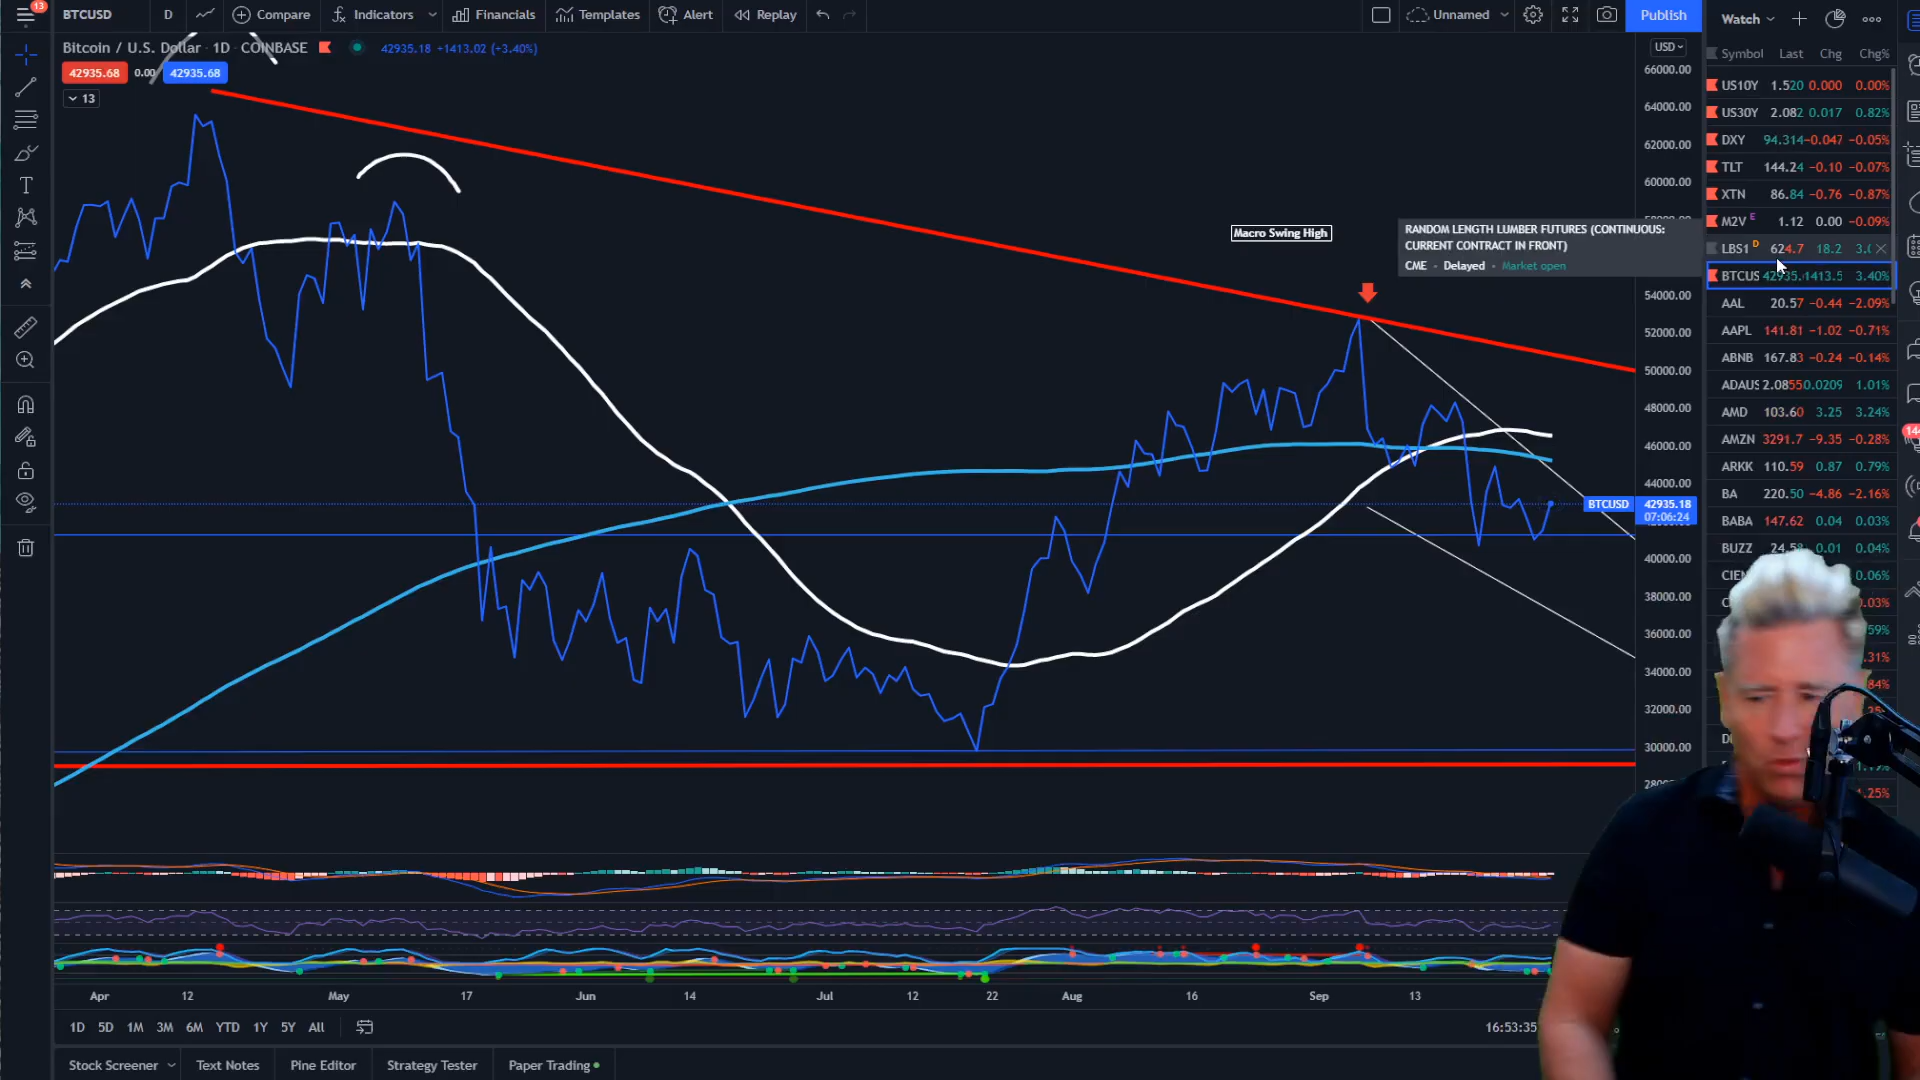 13
BTCUSD D Compare Indicators Financials Templates Alert Replay Unnamed Publish
Bitcoin / U.S. Dollar · 1D · COINBASE 42935.18 +1413.02 (+3.40%)
42935.68 0.00 42935.68
13
USD
66000.00
64000.00
62000.00
60000.00
54000.00
52000.00
50000.00
48000.00
46000.00
44000.00
40000.00
38000.00
36000.00
34000.00
32000.00
30000.00
Macro Swing High
RANDOM LENGTH LUMBER FUTURES (CONTINUOUS:
CURRENT CONTRACT IN FRONT)
CME - Delayed · Market open
BTCUSD 42935.18
07:06:24
Apr 12 May 17 Jun 14 Jul 12 22 Aug 16 Sep 13
1D 5D 1M 3M 6M YTD 1Y 5Y All 16:53:35
Stock Screener Text Notes Pine Editor Strategy Tester Paper Trading
Watch
Symbol Last Chg Chg%
US10Y 1.520 0.000 0.00%
US30Y 2.082 0.017 0.82%
DXY 94.314 -0.047 -0.05%
TLT 144.24 -0.10 -0.07%
XTN 86.84 -0.76 -0.87%
M2V E 1.12 0.00 -0.09%
LBS1 D 624.7 18.2
BTCUS 42935. 1413.5 3.40%
AAL 20.57 -0.44 -2.09%
AAPL 141.81 -1.02 -0.71%
ABNB 167.83 -0.24 -0.14%
ADAUS 2.0855 0.0209 1.01%
AMD 103.60 3.25 3.24%
AMZN 3291.7 -9.35 -0.28%
ARKK 110.59 0.87 0.79%
BA 220.50 -4.86 -2.16%
BABA 147.62 0.04 0.03%
BUZZ 24.58 0.01 0.04%
CIEN 0.06%